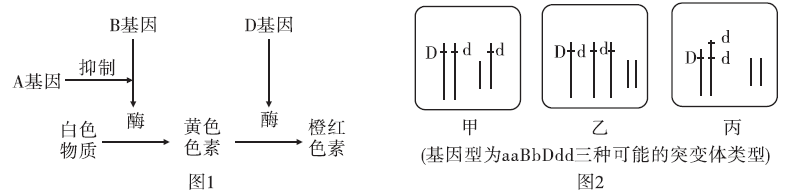 B基因 D基因
A基因 抑制
酶 酶
白色物质 黄色色素 橙红色素
图1
D d d D d d D d d
甲 乙 丙
(基因型为aaBbDdd三种可能的突变体类型)
图2